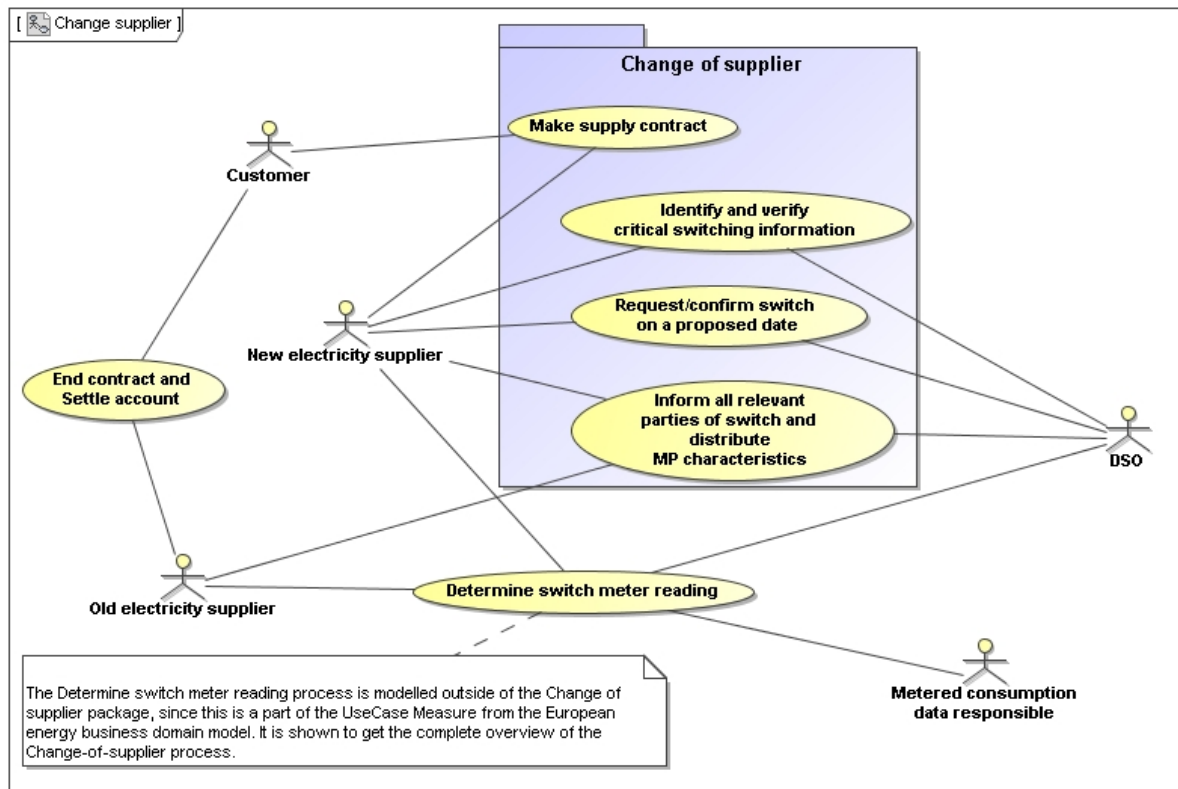 [ Change supplier ]
Change of supplier
Make supply contract
Customer
Identify and verify
critical switching information
Request/confirm switch
on a proposed date
New electricity supplier
End contract and
Settle account
Inform all relevant
parties of switch and
distribute
MP characteristics
DSO
Old electricity supplier
Determine switch meter reading
Metered consumption
data responsible
The Determine switch meter reading process is modelled outside of the Change of
supplier package, since this is a part of the UseCase Measure from the European
energy business domain model. It is shown to get the complete overview of the
Change-of-supplier process.